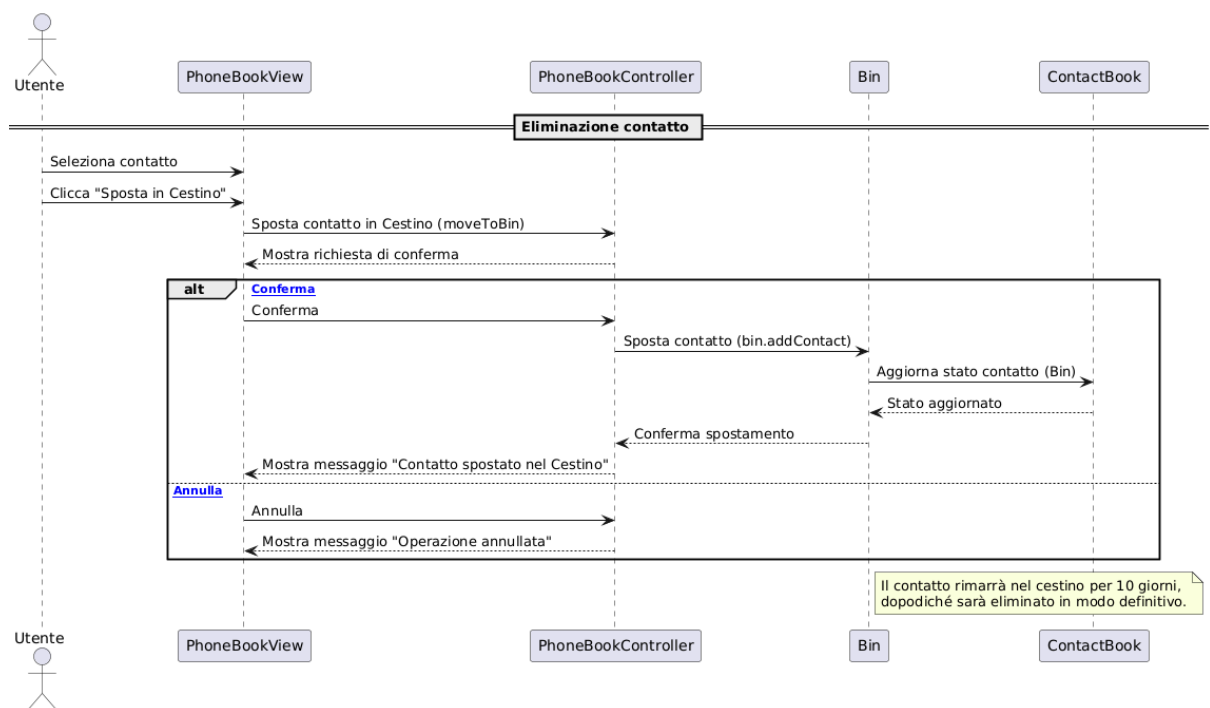 Utente
PhoneBookView
PhoneBookController
Bin
ContactBook
Eliminazione contatto
Seleziona contatto
Clicca "Sposta in Cestino"
Sposta contatto in Cestino (moveToBin)
Mostra richiesta di conferma
alt
Conferma
Conferma
Sposta contatto (bin.addContact)
Aggiorna stato contatto (Bin)
Stato aggiornato
Conferma spostamento
Mostra messaggio "Contatto spostato nel Cestino"
Annulla
Annulla
Mostra messaggio "Operazione annullata"
Il contatto rimarrà nel cestino per 10 giorni,
dopodiché sarà eliminato in modo definitivo.
Utente
PhoneBookView
PhoneBookController
Bin
ContactBook